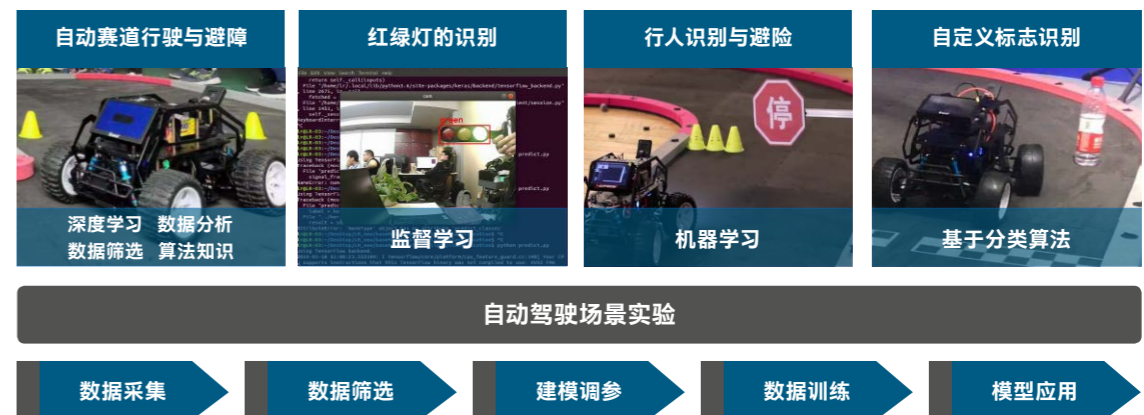 自动赛道行驶与避障
红绿灯的识别
行人识别与避险
自定义标志识别
green
停
深度学习 数据分析
数据筛选 算法知识
监督学习
机器学习
基于分类算法
自动驾驶场景实验
数据采集
数据筛选
建模调参
数据训练
模型应用